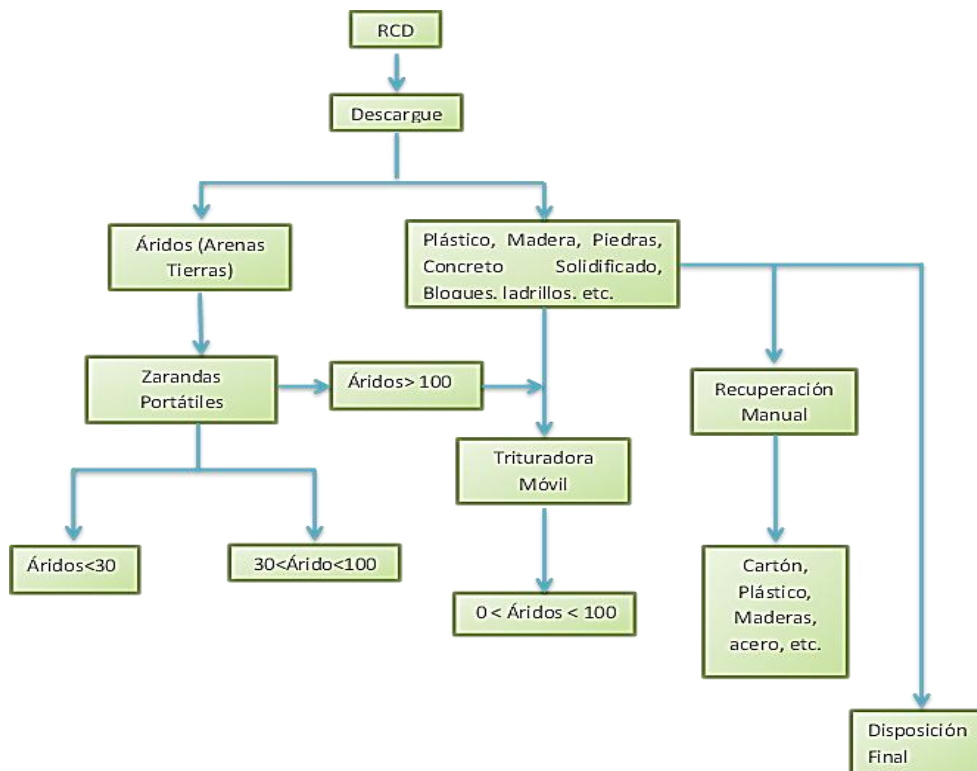 RCD
Descargue
Áridos (Arenas
Tierras)
Plástico, Madera, Piedras,
Concreto Solidificado,
Bloques. ladrillos. etc.
Zarandas
Portátiles
Áridos> 100
Recuperación
Manual
Trituradora
Móvil
Áridos<30
30<Árido<100
0 < Áridos < 100
Cartón,
Plástico,
Maderas,
acero, etc.
Disposición
Final